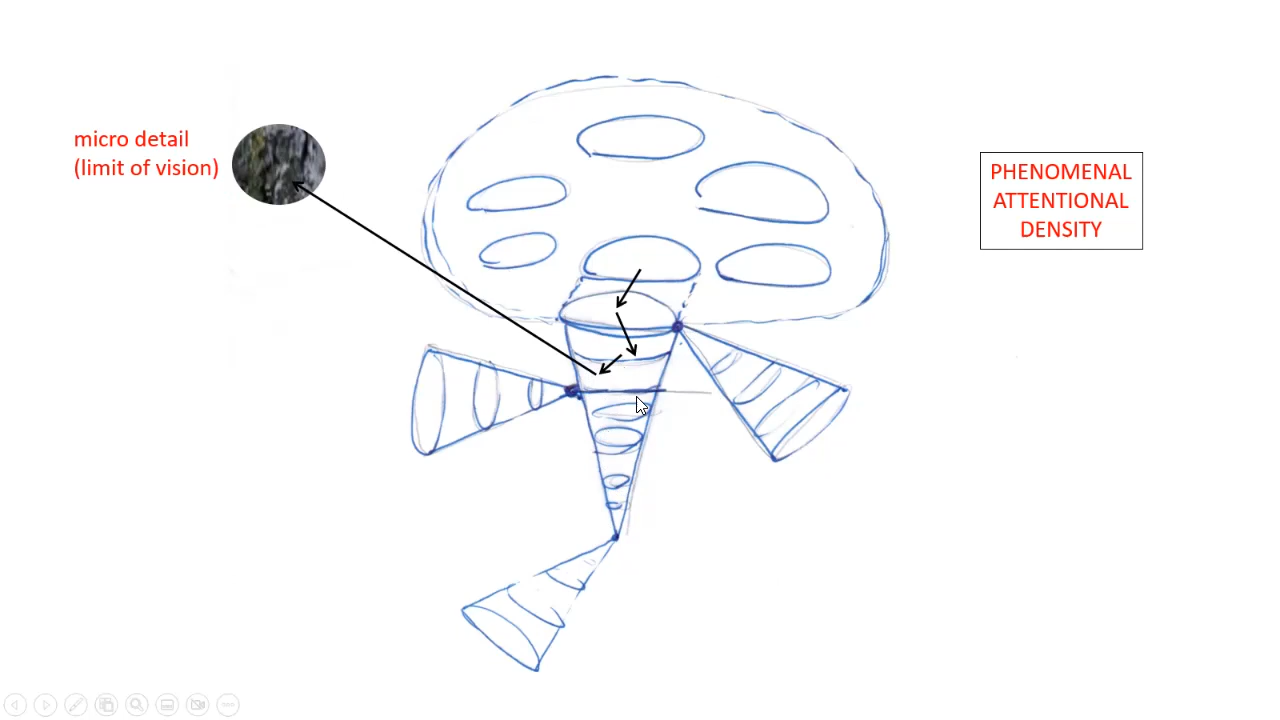 micro detail
(limit of vision)
PHENOMENAL
ATTENTIONAL
DENSITY